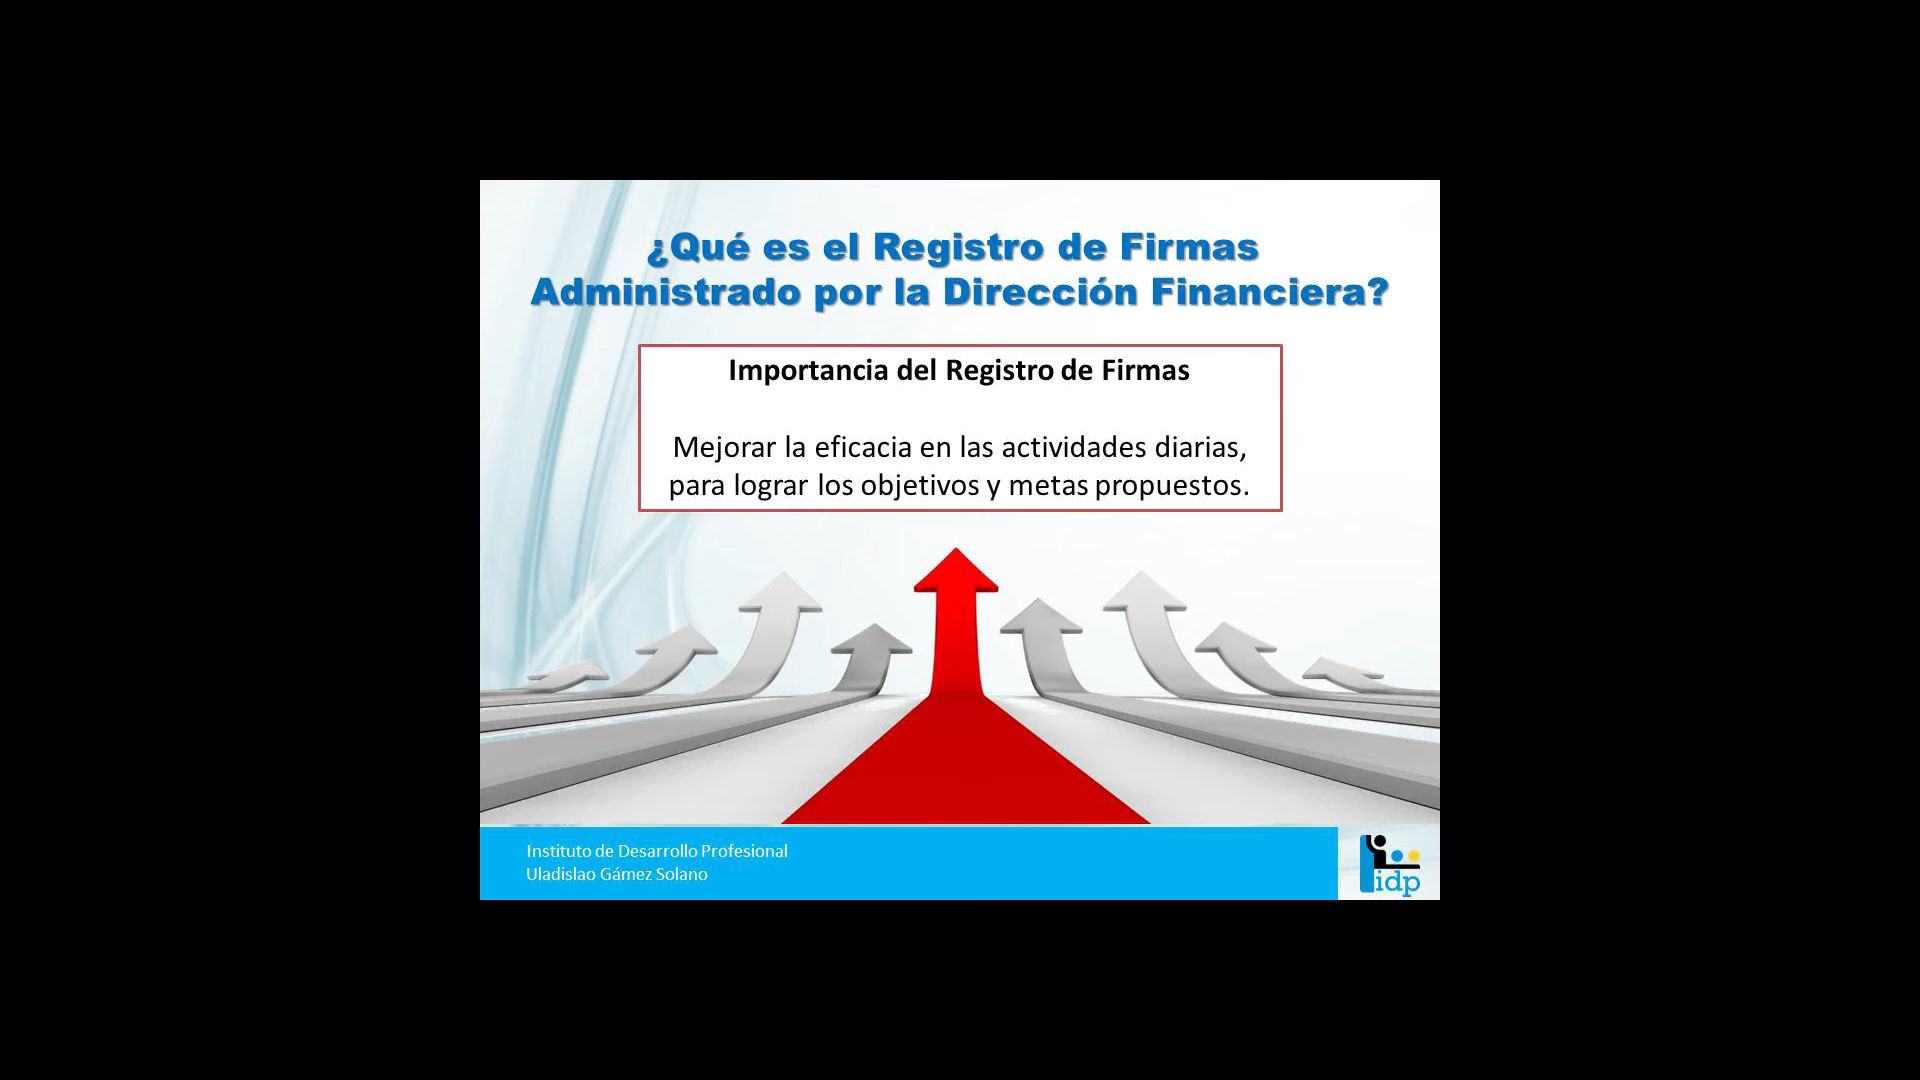 ¿Qué es el Registro de Firmas
Administrado por la Dirección Financiera?
Importancia del Registro de Firmas
Mejorar la eficacia en las actividades diarias,
para lograr los objetivos y metas propuestos.
Instituto de Desarrollo Profesional
Uladislao Gámez Solano
idp